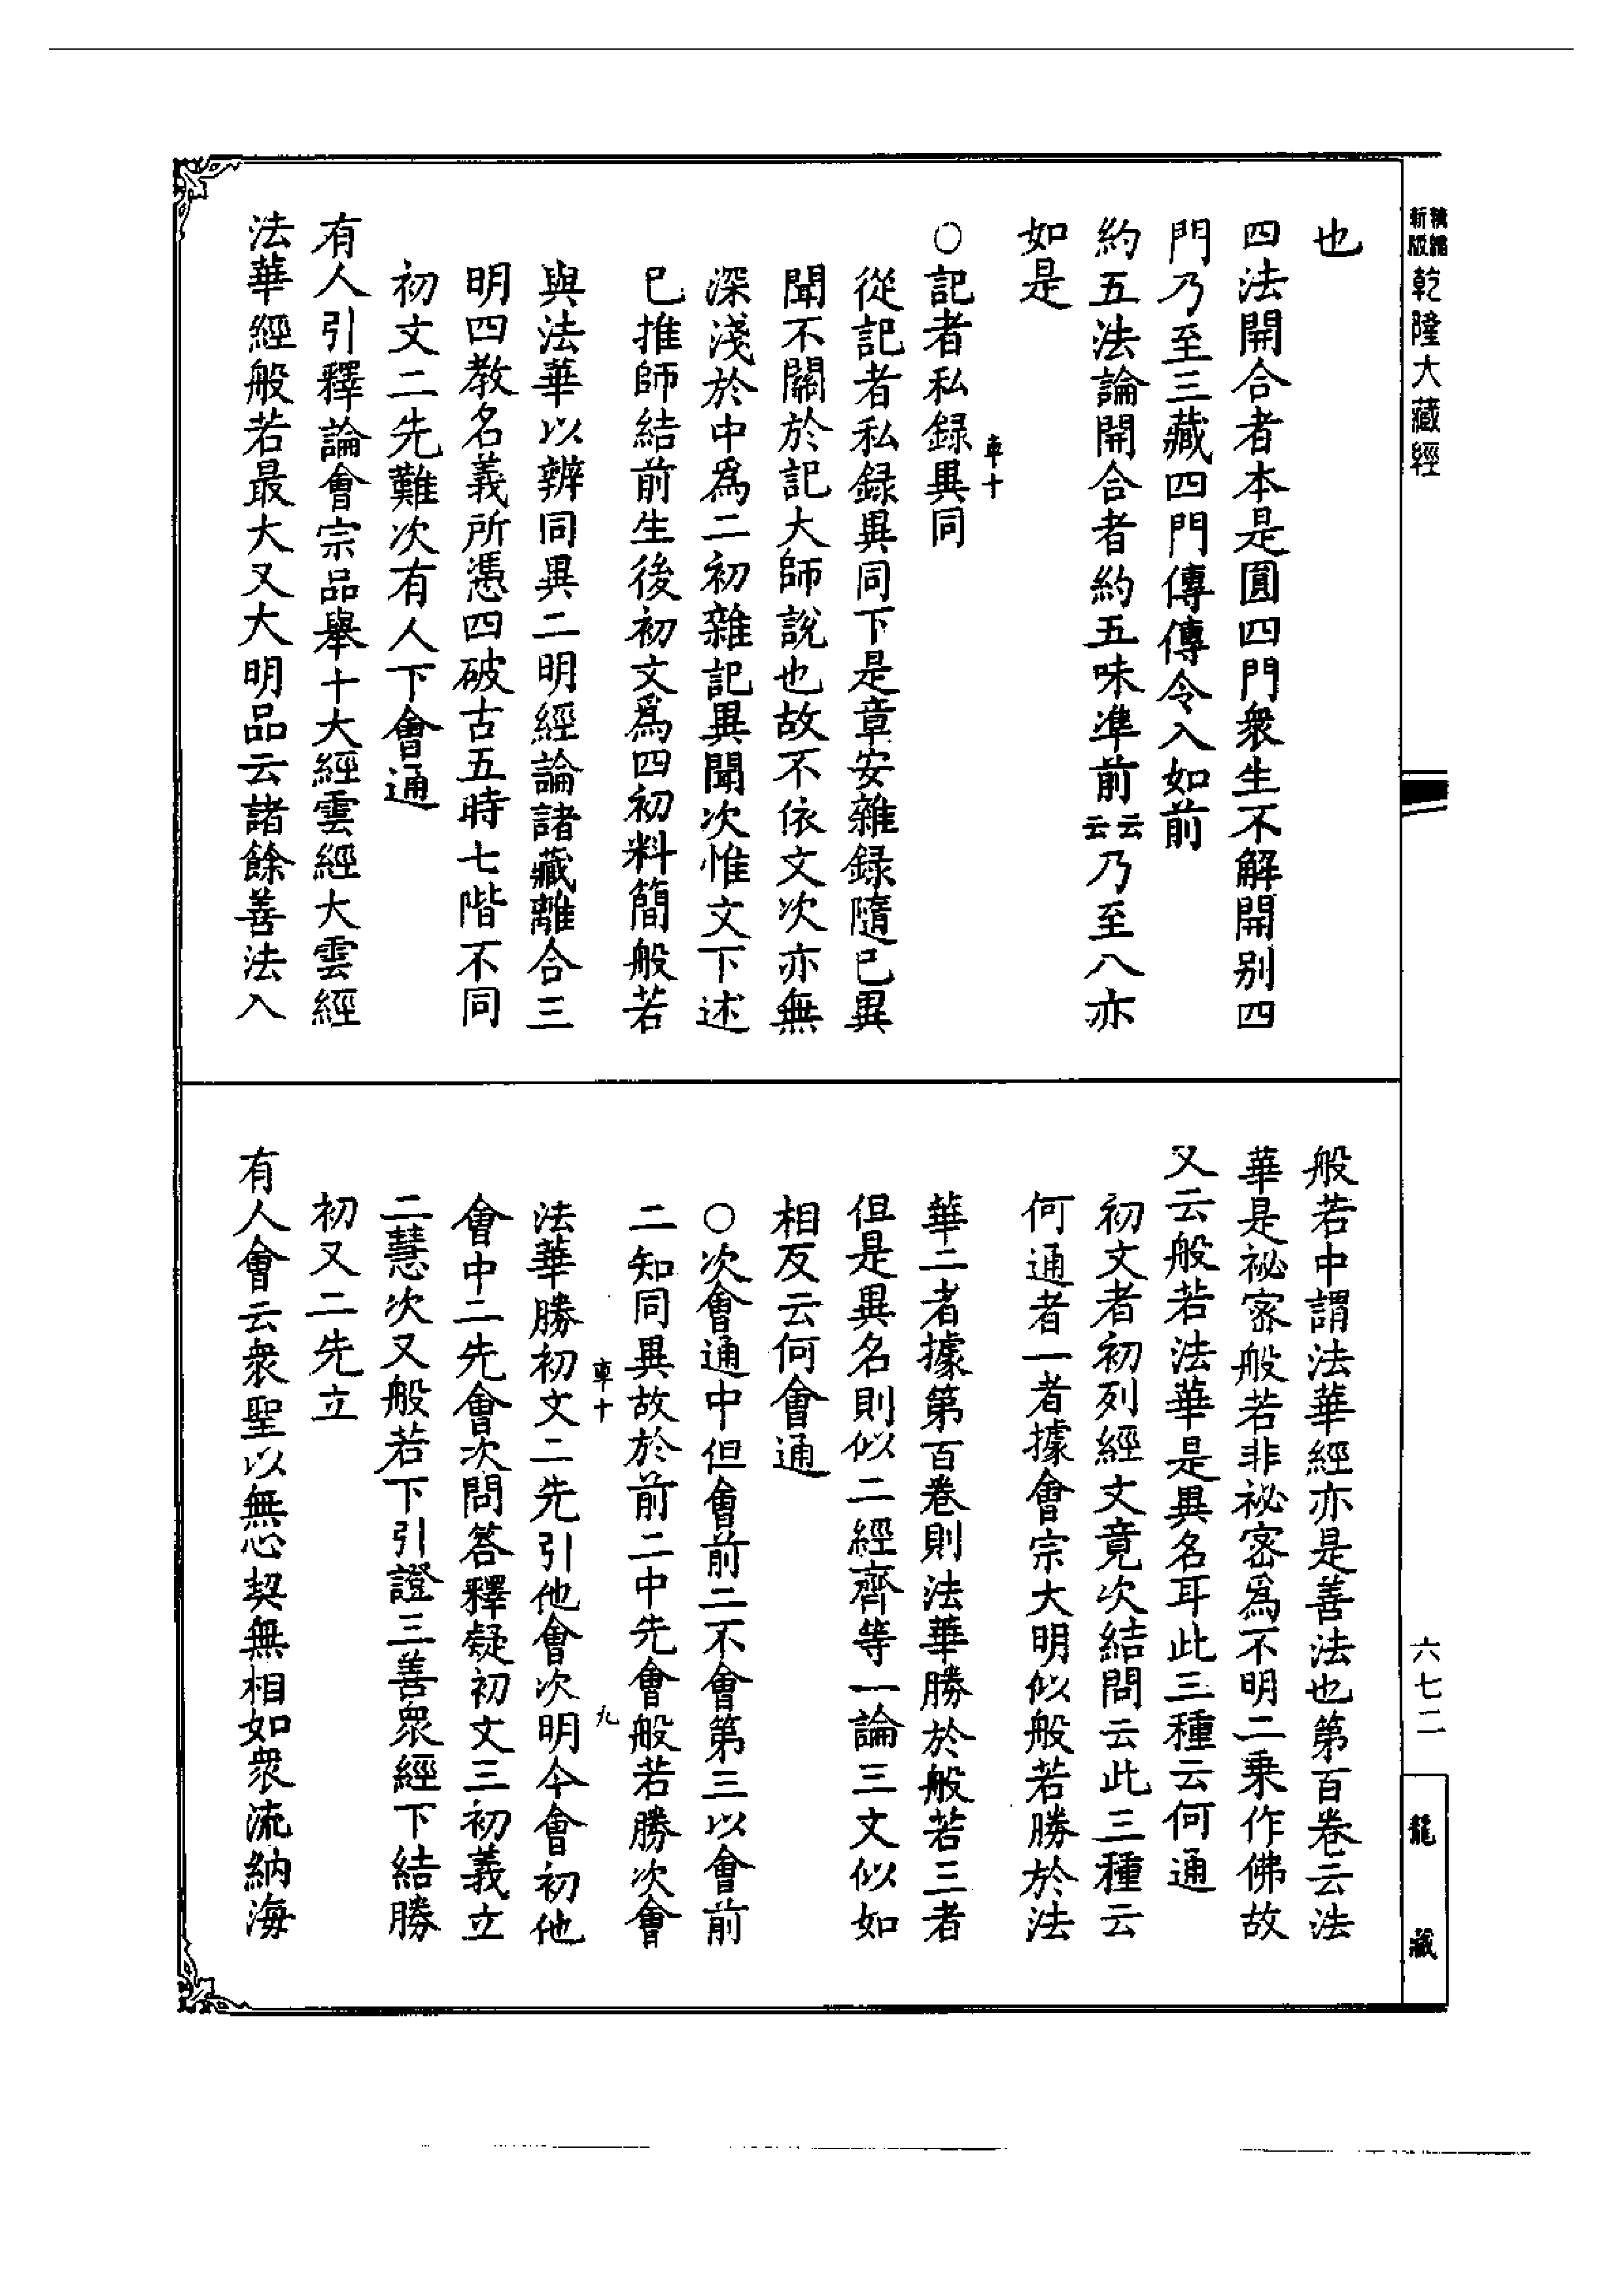 精縮
新版
乾隆大藏經
也
四法開合者本是圓四門衆生不解開别四
門乃至三藏四門傳傳令入如前
約五法論開合者約五味準前云云乃至八亦
如是
車十
○記者私録異同
從記者私録異同下是章安雜録隨已異
聞不關於記大師說也故不依文次亦無
深淺於中爲二初雜記異聞次惟文下述
已推師結前生後初文爲四初料簡般若
與法華以辨同異二明經論諸藏離合三
明四教名義所憑四破古五時七階不同
初文二先難次有人下會通
有人引釋論會宗品舉十大經雲經大雲經
法華經般若最大又大明品云諸餘善法入
般若中謂法華經亦是善法也第百卷云法
華是祕密般若非祕密爲不明二乘作佛故
又云般若法華是異名耳此三種云何通
初文者初列經文竟次結問云此三種云
何通者一者據會宗大明似般若勝於法
華二者據第百卷則法華勝於般若三者
但是異名則似二經齊等一論三文似如
相反云何會通
○次會通中但會前二不會第三以會前
二知同異故於前二中先會般若勝次會
車十
九
法華勝初文二先引他會次明今會初他
會中二先會次問答釋疑初文三初義立
二慧次又般若下引證三善衆經下結勝
初又二先立
有人會云衆聖以無心契無相如衆流納海
六七二
龍藏